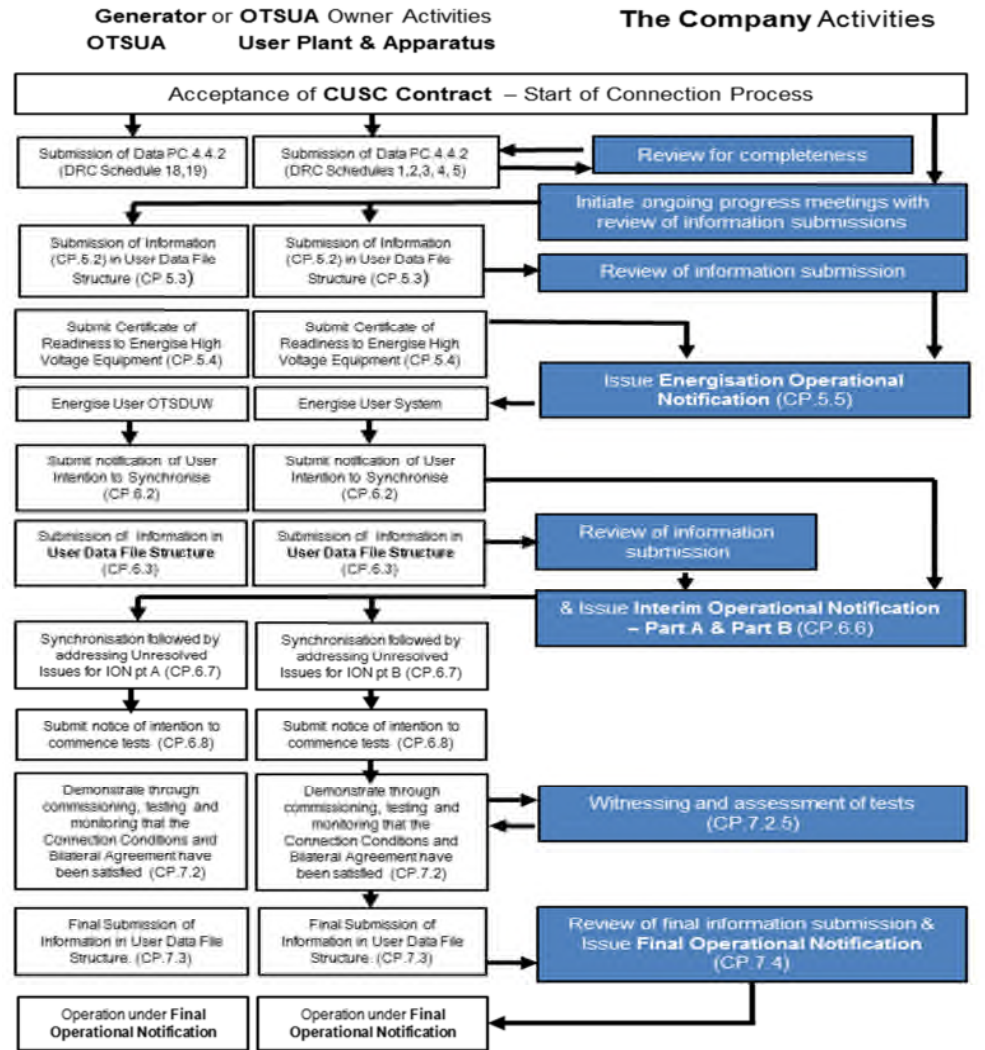 Generator or OTSUA Owner Activities
The Company Activities
OTSUA
User Plant & Apparatus
Acceptance of CUSC Contract – Start of Connection Process
Submission of Data PC.4.4.2
(DRC Schedule 18,19)
Submission of Data PC.4.4.2
(DRC Schedules 1,2,3, 4, 5)
Review for completeness
Initiate ongoing progress meetings with
review of information submissions
Submission of Information
(CP.5.2) in User Data File
Structure (CP.5.3)
Submission of Information
(CP.5.2) in User Data File
Structure (CP.5.3)
Review of information submission
Submit Certificate of
Readiness to Energise High
Voltage Equipment (CP.5.4)
Submit Certificate of
Readiness to Energise High
Voltage Equipment (CP.5.4)
Issue Energisation Operational
Notification (CP.5.5)
Energise User OTSDUW
Energise User System
Submit notification of User
Intention to Synchronise
(CP.6.2)
Submit notification of User
Intention to Synchronise
(CP.6.2)
Submission of Information in
User Data File Structure
(CP.6.3)
Submission of Information in
User Data File Structure
(CP.6.3)
Review of information
submission
& Issue Interim Operational Notification
– Part A & Part B (CP.6.6)
Synchronisation followed by
addressing Unresolved
Issues for ION pt A (CP.6.7)
Synchronisation followed by
addressing Unresolved
Issues for ION pt B (CP.6.7)
Submit notice of intention to
commence tests (CP.6.8)
Submit notice of intention to
commence tests (CP.6.8)
Demonstrate through
commissioning, testing and
monitoring that the
Connection Conditions and
Bilateral Agreement have
been satisfied (CP.7.2)
Demonstrate through
commissioning, testing and
monitoring that the
Connection Conditions and
Bilateral Agreement have
been satisfied (CP.7.2)
Witnessing and assessment of tests
(CP.7.2.5)
Final Submission of
Information in User Data File
Structure. (CP.7.3)
Final Submission of
Information in User Data File
Structure. (CP.7.3)
Review of final information submission &
Issue Final Operational Notification
(CP.7.4)
Operation under Final
Operational Notification
Operation under Final
Operational Notification